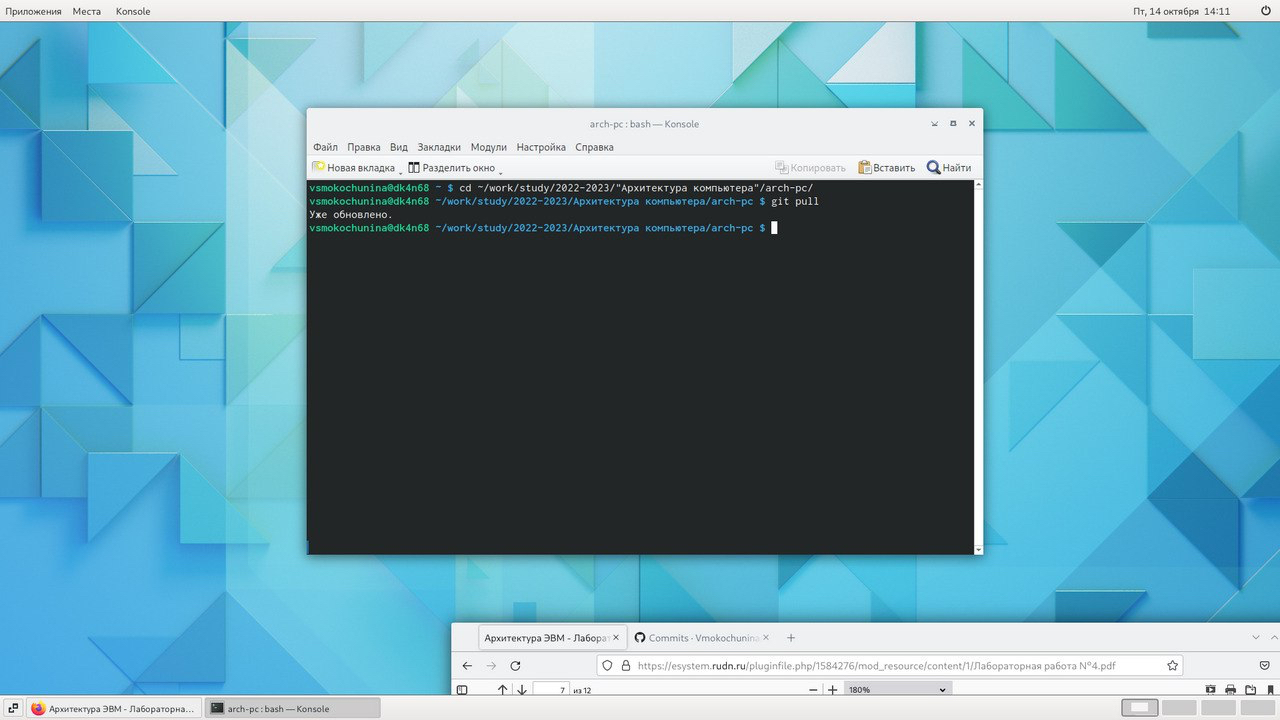 Приложения Места Konsole Пт, 14 октября 14:11
arch-pc : bash — Konsole
Файл Правка Вид Закладки Модули Настройка Справка
Новая вкладка Разделить окно Копировать Вставить Найти
vsmokochunina@dk4n68 ~ $ cd ~/work/study/2022-2023/"Архитектура компьютера"/arch-pc/
vsmokochunina@dk4n68 ~/work/study/2022-2023/Архитектура компьютера/arch-pc $ git pull
Уже обновлено.
vsmokochunina@dk4n68 ~/work/study/2022-2023/Архитектура компьютера/arch-pc $
Архитектура ЭВМ - Лаборат Commits · Vmokochunina
https://esystem.rudn.ru/pluginfile.php/1584276/mod_resource/content/1/Лабораторная работа №4.pdf
7 из 12 180%
Архитектура ЭВМ - Лабораторна... arch-pc : bash — Konsole